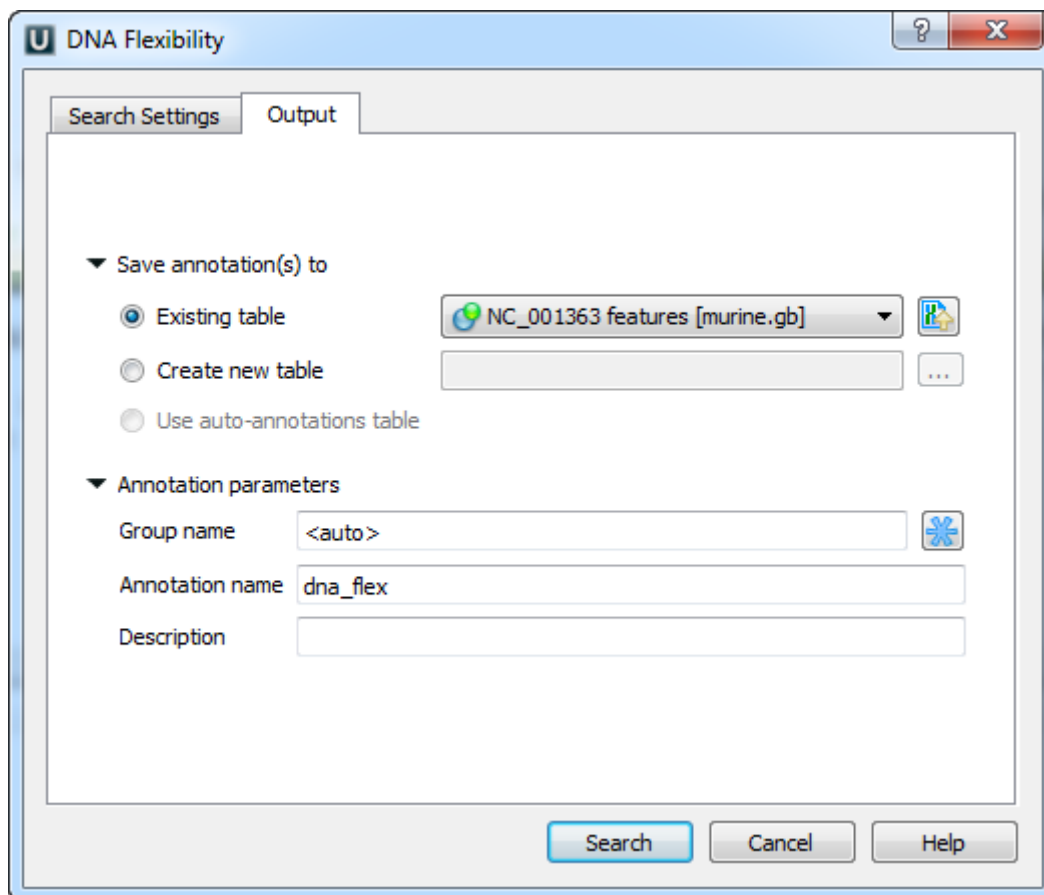 U DNA Flexibility ? X
Search Settings Output
Save annotation(s) to
Existing table NC_001363 features [murine.gb]
Create new table ...
Use auto-annotations table
Annotation parameters
Group name <auto>
Annotation name dna_flex
Description
Search Cancel Help